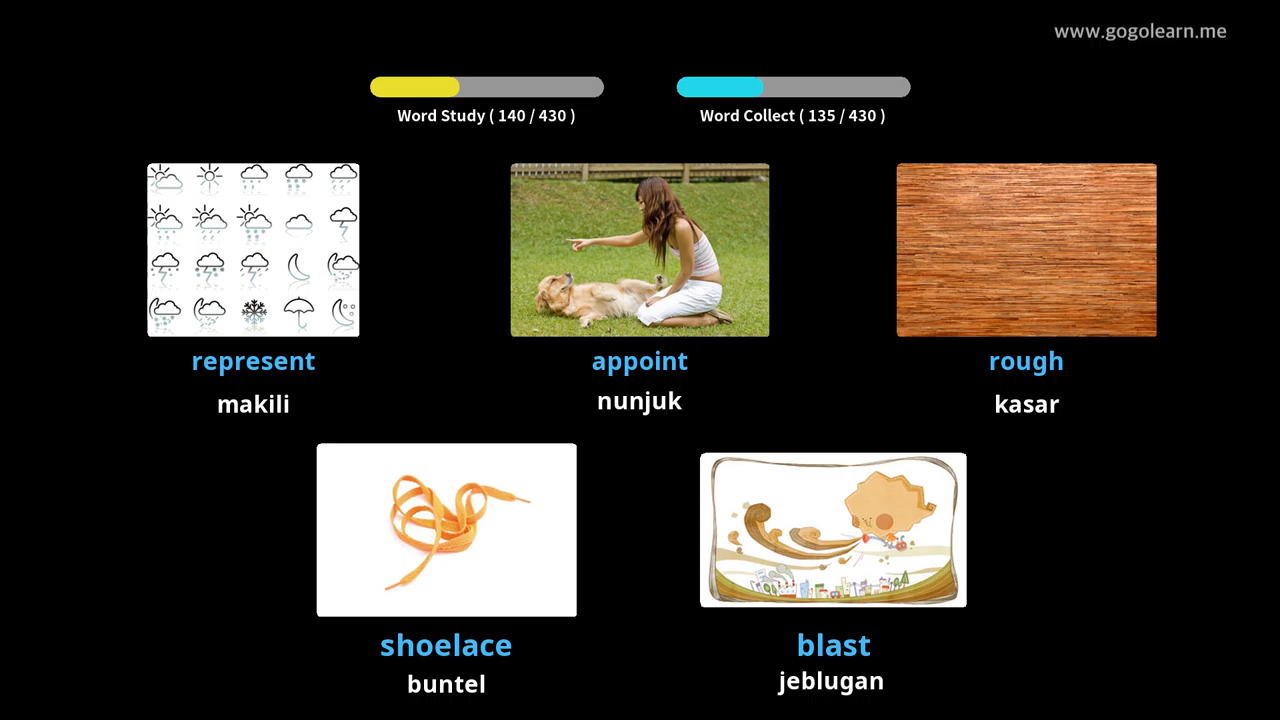 www.gogolearn.me
Word Study ( 140 / 430 )
Word Collect ( 135 / 430 )
represent
makili
appoint
nunjuk
rough
kasar
shoelace
buntel
blast
jeblugan